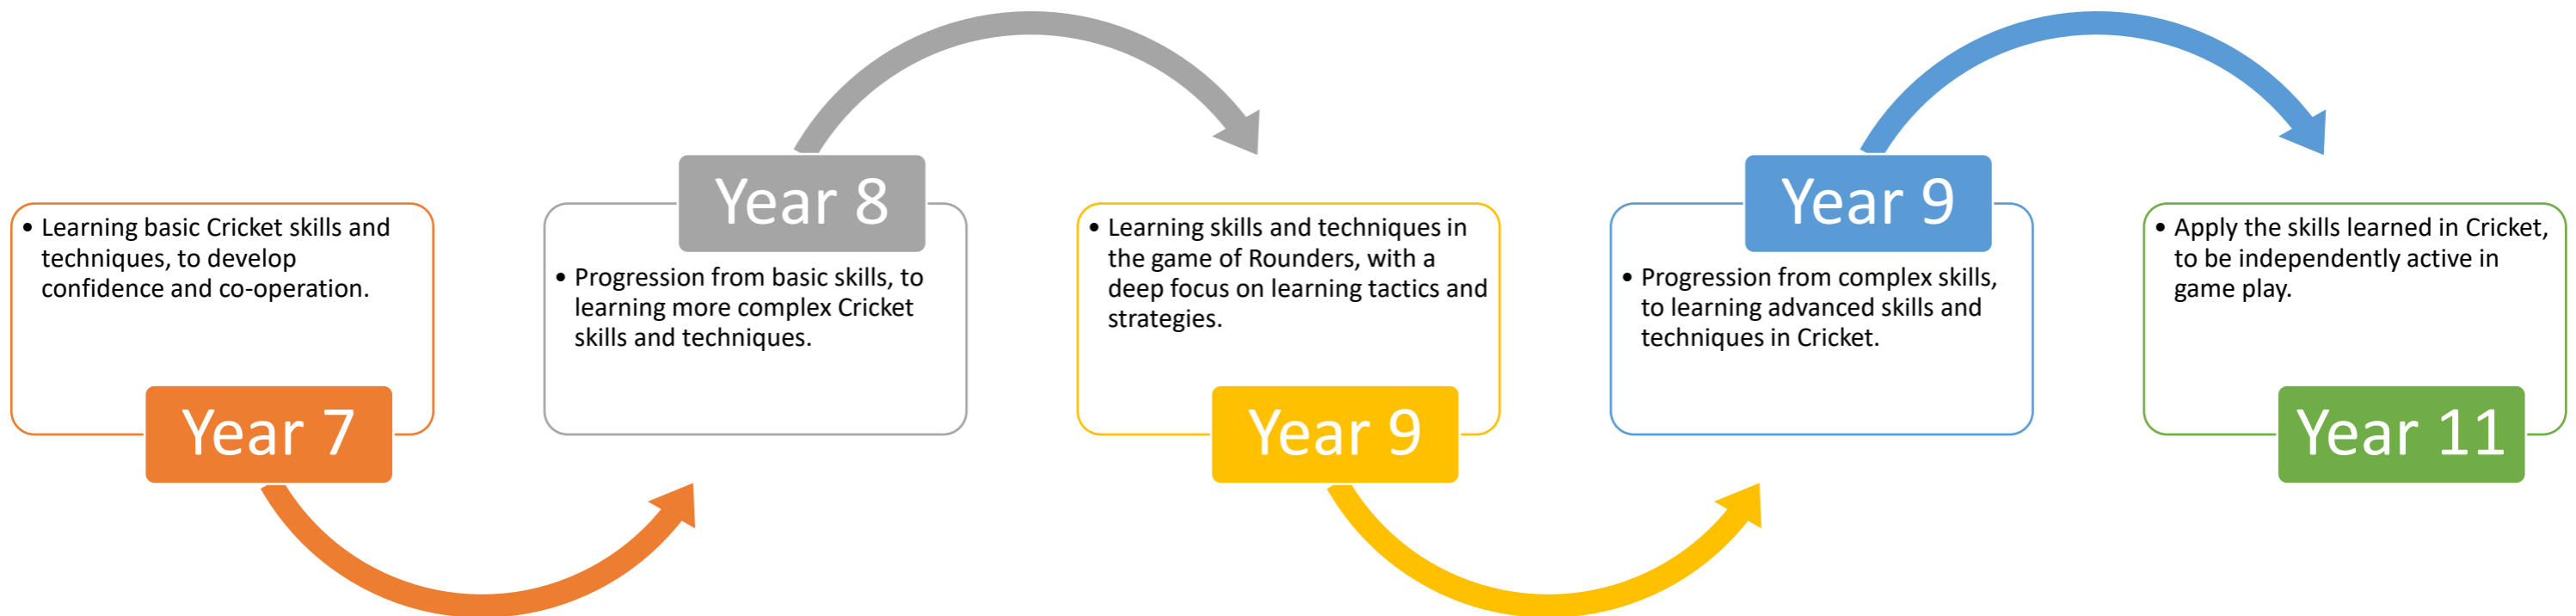 • Learning basic Cricket skills and
techniques, to develop
confidence and co-operation.
Year 7
Year 8
• Progression from basic skills, to
learning more complex Cricket
skills and techniques.
• Learning skills and techniques in
the game of Rounders, with a
deep focus on learning tactics and
strategies.
Year 9
Year 9
• Progression from complex skills,
to learning advanced skills and
techniques in Cricket.
• Apply the skills learned in Cricket,
to be independently active in
game play.
Year 11